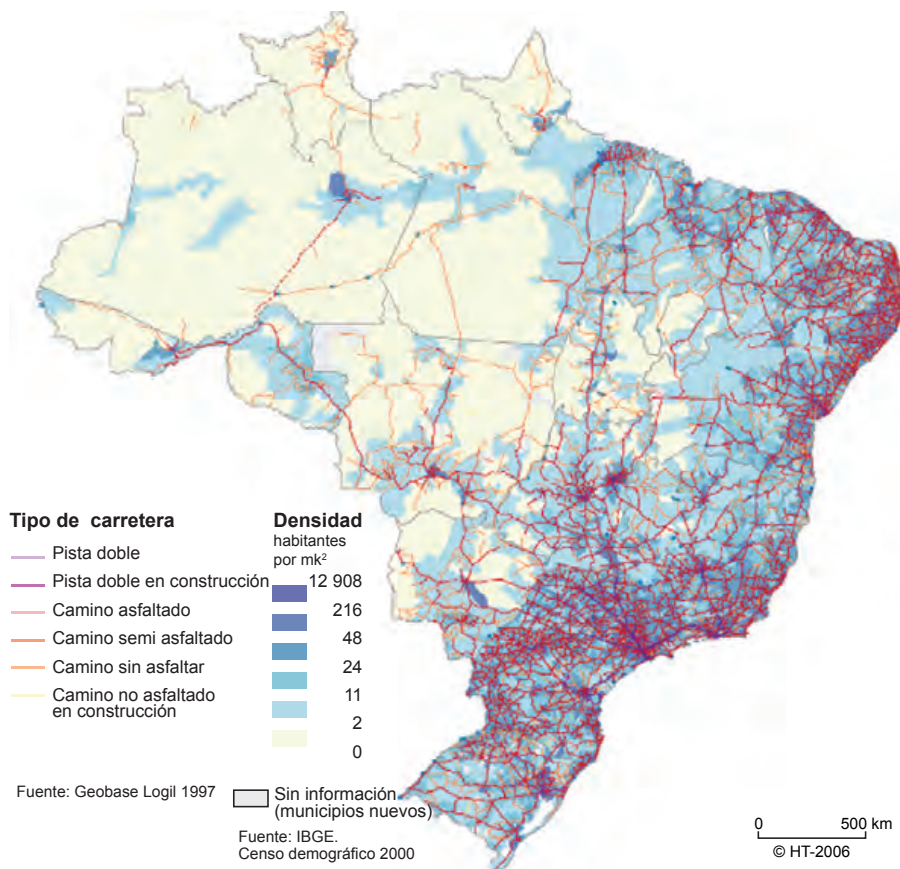 Tipo de carretera
Pista doble
Pista doble en construcción
Camino asfaltado
Camino semi asfaltado
Camino sin asfaltar
Camino no asfaltado
en construcción
Densidad
habitantes
por mk²
12 908
216
48
24
11
2
0
Fuente: Geobase Logil 1997
Sin información
(municipios nuevos)
Fuente: IBGE.
Censo demográfico 2000
0 500 km
© HT-2006